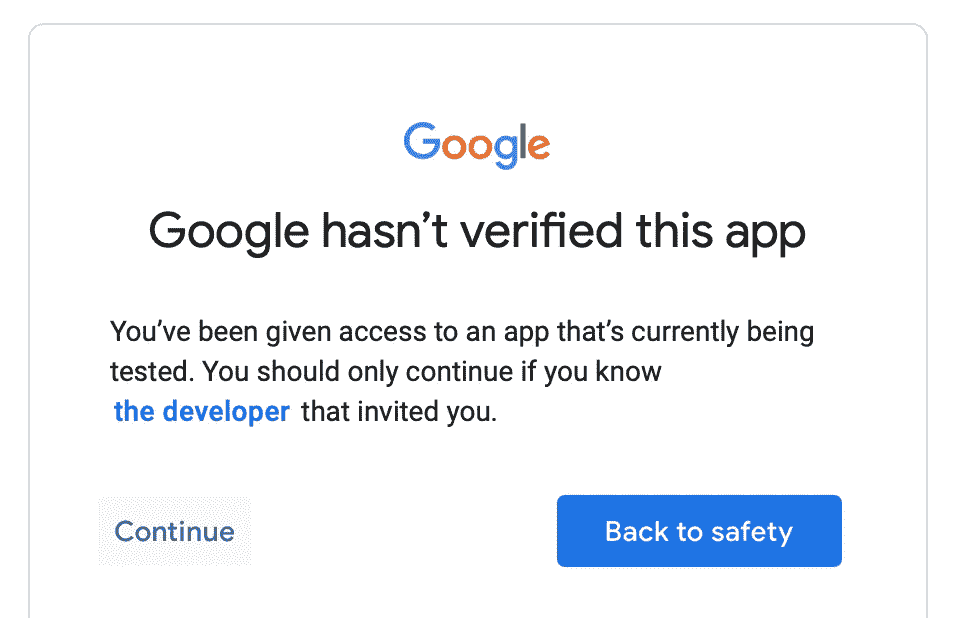 Google
Google hasn’t verified this app
You’ve been given access to an app that’s currently being
tested. You should only continue if you know
the developer that invited you.
Continue
Back to safety